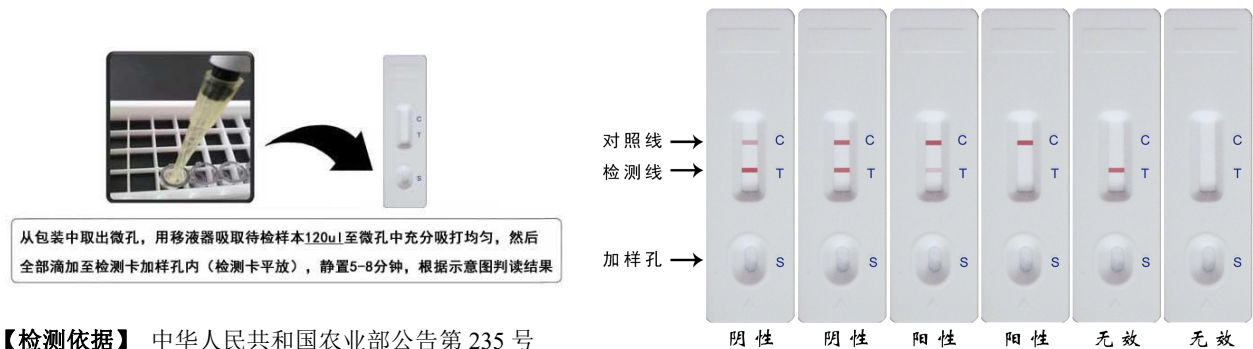 C
T
S
从包装中取出微孔，用移液器吸取待检样本120ul至微孔中充分吸打均匀，然后
全部滴加至检测卡加样孔内（检测卡平放），静置5-8分钟，根据示意图判读结果
【检测依据】 中华人民共和国农业部公告第 235 号
对照线 C C C C C C
检测线 T T T T T T
加样孔 S S S S S S
阴性 阴性 阳性 阳性 无效 无效